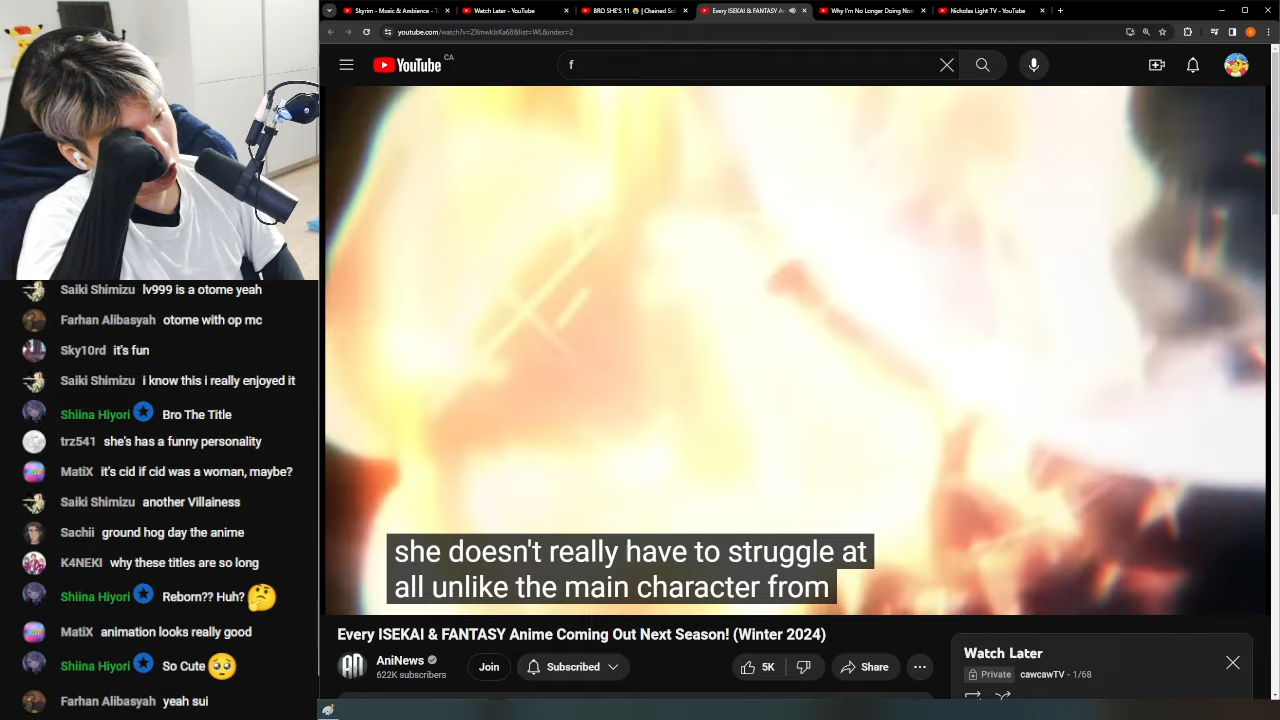 Skyrim - Music & Ambience - T
Watch Later - YouTube
BRO SHE'S 11 😧 | Chained So
Every ISEKAI & FANTASY An
Why I'm No Longer Doing No
Nicholas Light TV - YouTube
youtube.com/watch?v=ZXmwkIsKa68&list=WL&index=2
YouTube CA
f
she doesn't really have to struggle at
all unlike the main character from
Every ISEKAI & FANTASY Anime Coming Out Next Season! (Winter 2024)
AniNews
622K subscribers
Join
Subscribed
5K
Share
Watch Later
Private
cawcawTV - 1/68
Saiki Shimizu lv999 is a otome yeah
Farhan Alibasyah otome with op mc
Sky10rd it's fun
Saiki Shimizu i know this i really enjoyed it
Shiina Hiyori Bro The Title
trz541 she's has a funny personality
MatiX it's cid if cid was a woman, maybe?
Saiki Shimizu another Villainess
Sachii ground hog day the anime
K4NEKI why these titles are so long
Shiina Hiyori Reborn?? Huh? 🤔
MatiX animation looks really good
Shiina Hiyori So Cute 🥺
Farhan Alibasyah yeah sui